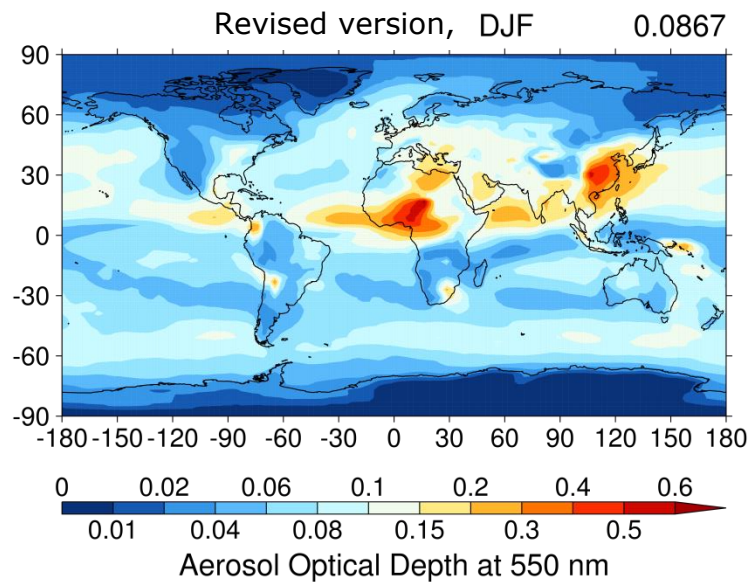 Revised version, DJF 0.0867
90
60
30
0
-30
-60
-90
-180 -150 -120 -90 -60 -30 0 30 60 90 120 150 180
0 0.02 0.06 0.1 0.2 0.4 0.6
0.01 0.04 0.08 0.15 0.3 0.5
Aerosol Optical Depth at 550 nm